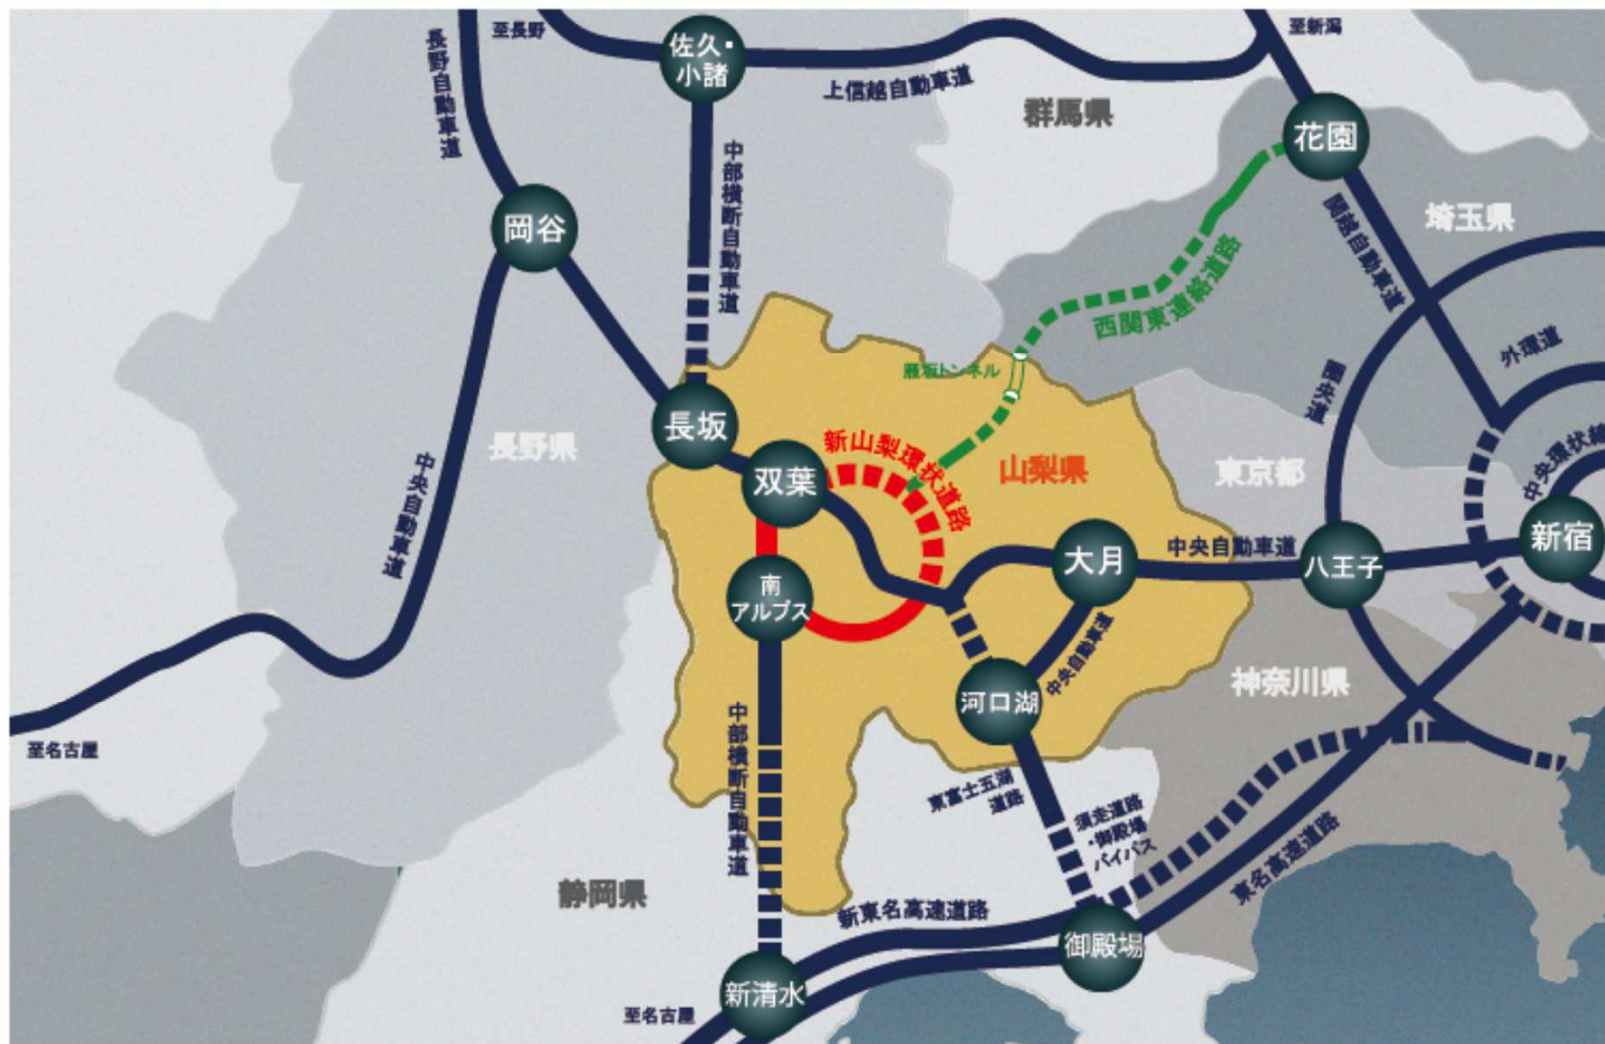 至長野
長野自動車道
佐久・
小諸
上信越自動車道
至新潟
群馬県
花園
中部横断自動車道
岡谷
関越自動車道
埼玉県
西関東連絡道路
外環道
圏央道
雁坂トンネル
長坂
長野県
双葉
新山梨環状道路
山梨県
東京都
中央環状線
中央自動車道
大月
中央自動車道
八王子
新宿
南
アルプス
中央自動車道
河口湖
神奈川県
至名古屋
中部横断自動車道
東富士五湖
道路
須走道路
・御殿場
バイパス
東名高速道路
静岡県
新東名高速道路
御殿場
新清水
至名古屋